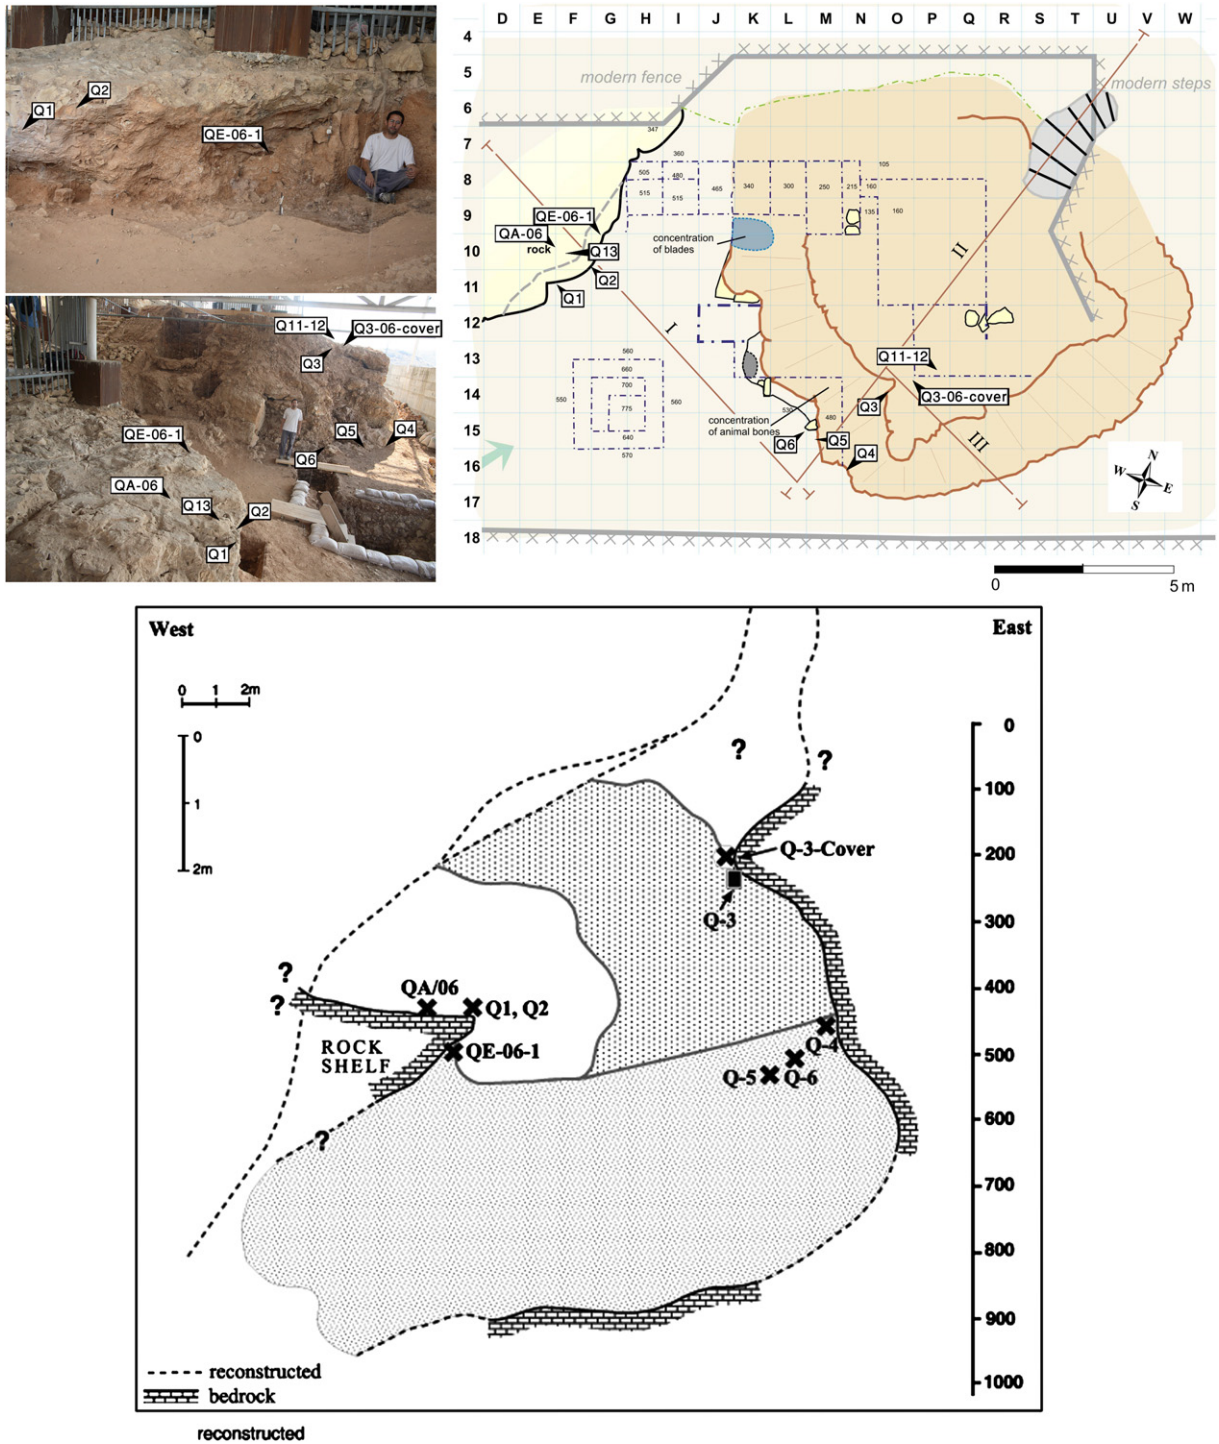 Q1
Q2
QE-06-1
Q11-12
Q3-06-cover
Q3
QE-06-1
Q5
Q4
Q6
QA-06
Q13
Q2
Q1
D E F G H I J K L M N O P Q R S T U V W
4
5
6
7
8
9
10
11
12
13
14
15
16
17
18
modern fence
modern steps
347
360
505
480
515
515
465
340
300
250
215
160
105
135
160
QE-06-1
QA-06
rock
Q13
Q2
Q1
concentration
of blades
I
II
III
560
660
700
775
550
560
640
570
530
480
concentration
of animal bones
Q11-12
Q3-06-cover
Q3
Q6
Q5
Q4
N
W
E
S
0 5 m
West
East
0 1 2m
0
1
2m
?
?
?
?
?
0
100
200
300
400
500
600
700
800
900
1000
Q-3-Cover
Q-3
QA/06
Q1, Q2
QE-06-1
ROCK
SHELF
Q-4
Q-5
Q-6
reconstructed
bedrock
reconstructed